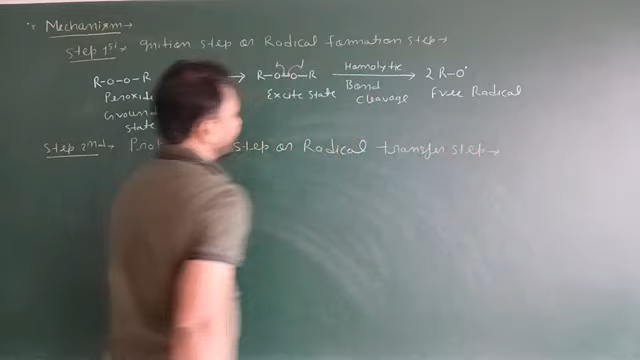 ∵ Mechanism →
Step 1st → Ignition step or Radical formation step →
R-O-O-R → R-O-O-R Homolytic Bond Cleavage → 2 R-O•
Peroxide Excite State Free Radical
Ground state
Step 2nd → step or Radical transfer step →